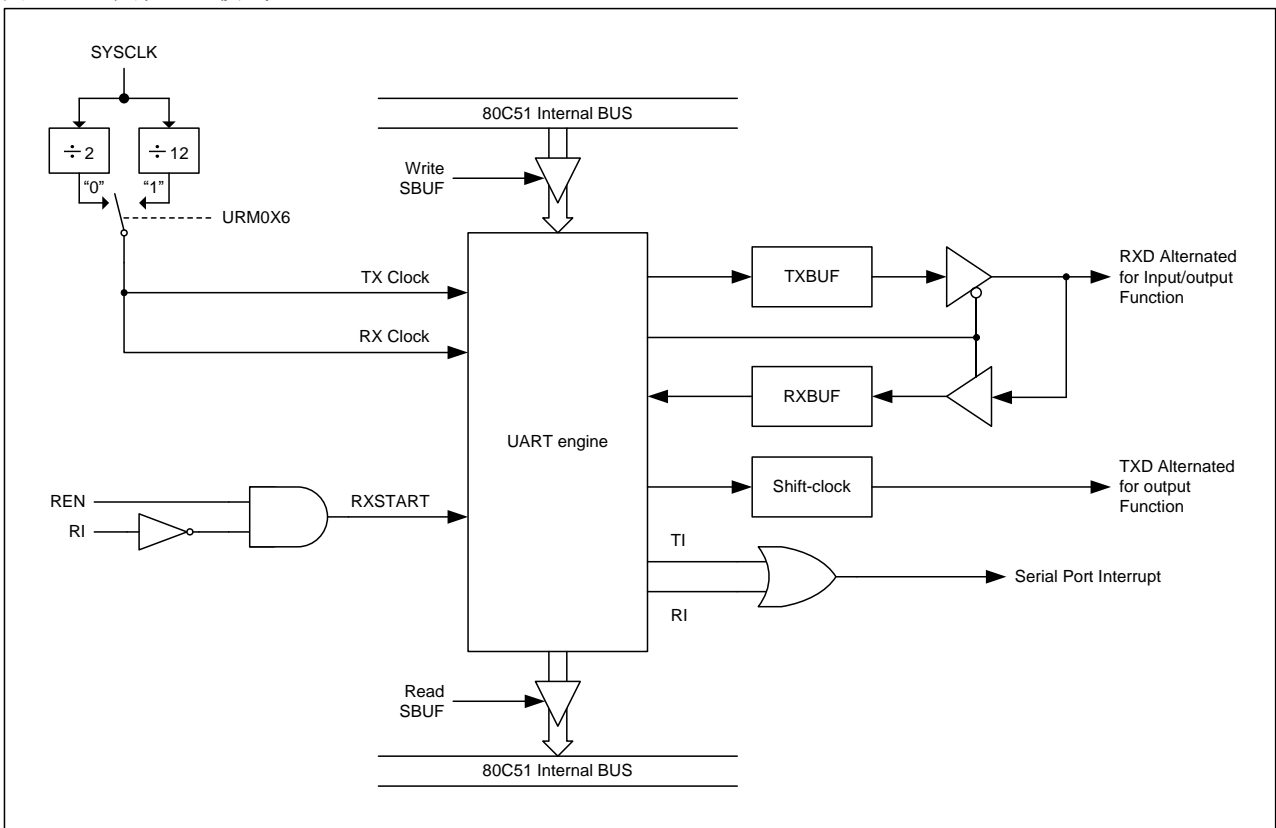 SYSCLK
÷ 2
÷ 12
“0”
“1”
URM0X6
80C51 Internal BUS
Write
SBUF
TX Clock
RX Clock
UART engine
TXBUF
RXD Alternated
for Input/output
Function
RXBUF
Shift-clock
TXD Alternated
for output
Function
REN
RI
RXSTART
TI
RI
Serial Port Interrupt
Read
SBUF
80C51 Internal BUS